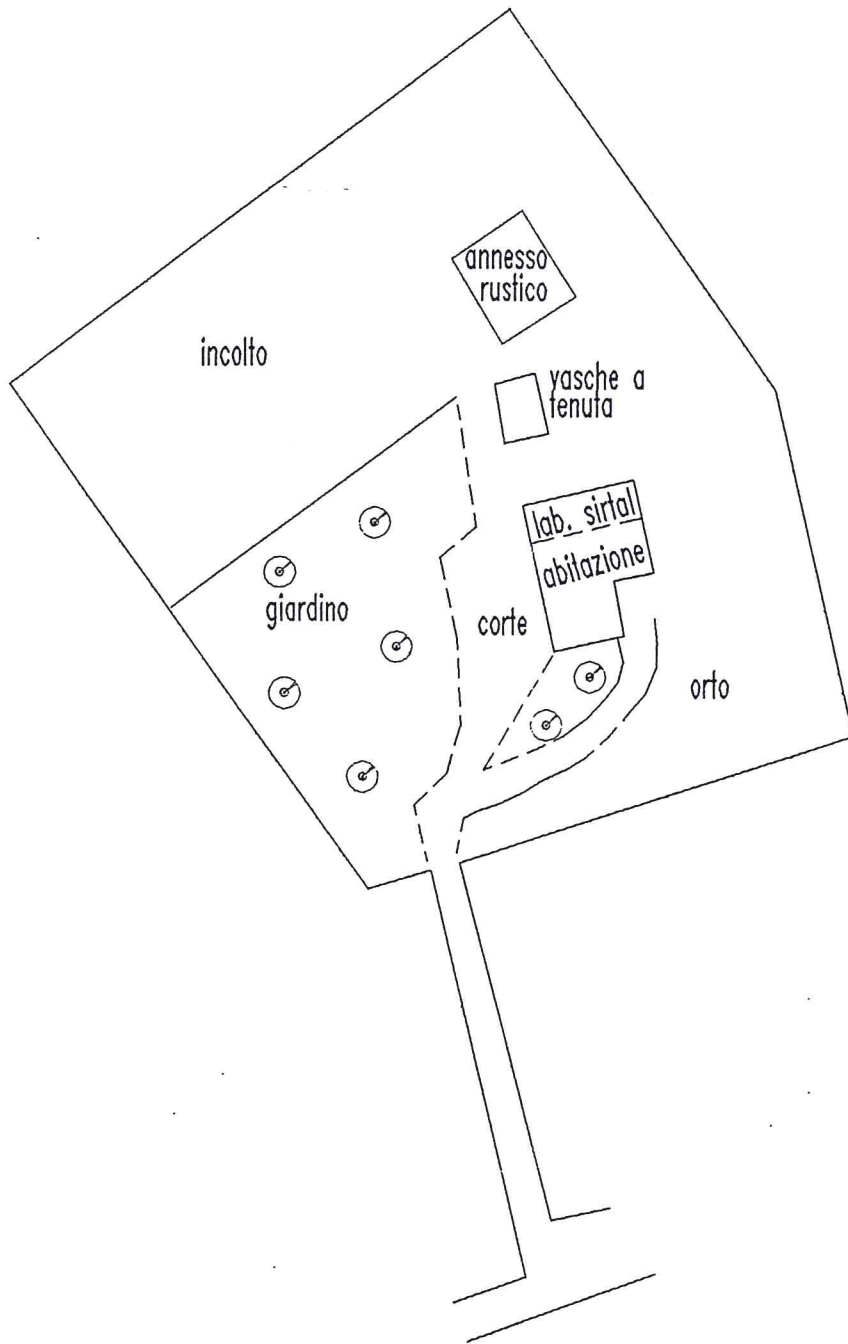 annesso
rustico
incolto
vasche a
tenuta
lab. sirtal
abitazione
giardino
corte
orto